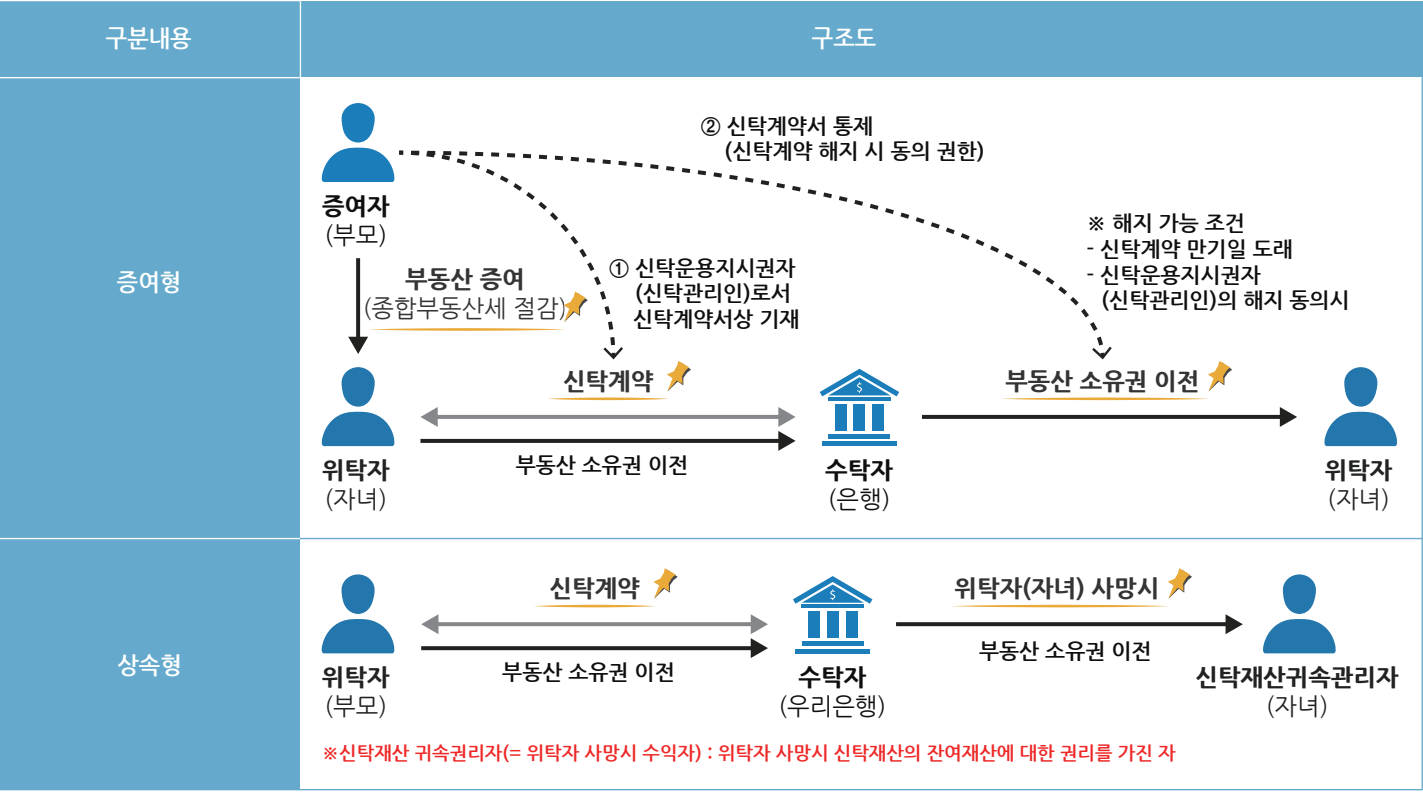 구분내용
구조도
증여형
증여자
(부모)
② 신탁계약서 통제
(신탁계약 해지 시 동의 권한)
※ 해지 가능 조건
- 신탁계약 만기일 도래
- 신탁운용지시권자
(신탁관리인)의 해지 동의시
부동산 증여
(종합부동산세 절감)
① 신탁운용지시권자
(신탁관리인)로서
신탁계약서상 기재
신탁계약
부동산 소유권 이전
부동산 소유권 이전
$
위탁자
(자녀)
수탁자
(은행)
위탁자
(자녀)
상속형
신탁계약
부동산 소유권 이전
$
위탁자(자녀) 사망시
부동산 소유권 이전
위탁자
(부모)
수탁자
(우리은행)
신탁재산귀속관리자
(자녀)
※신탁재산 귀속권리자(= 위탁자 사망시 수익자) : 위탁자 사망시 신탁재산의 잔여재산에 대한 권리를 가진 자